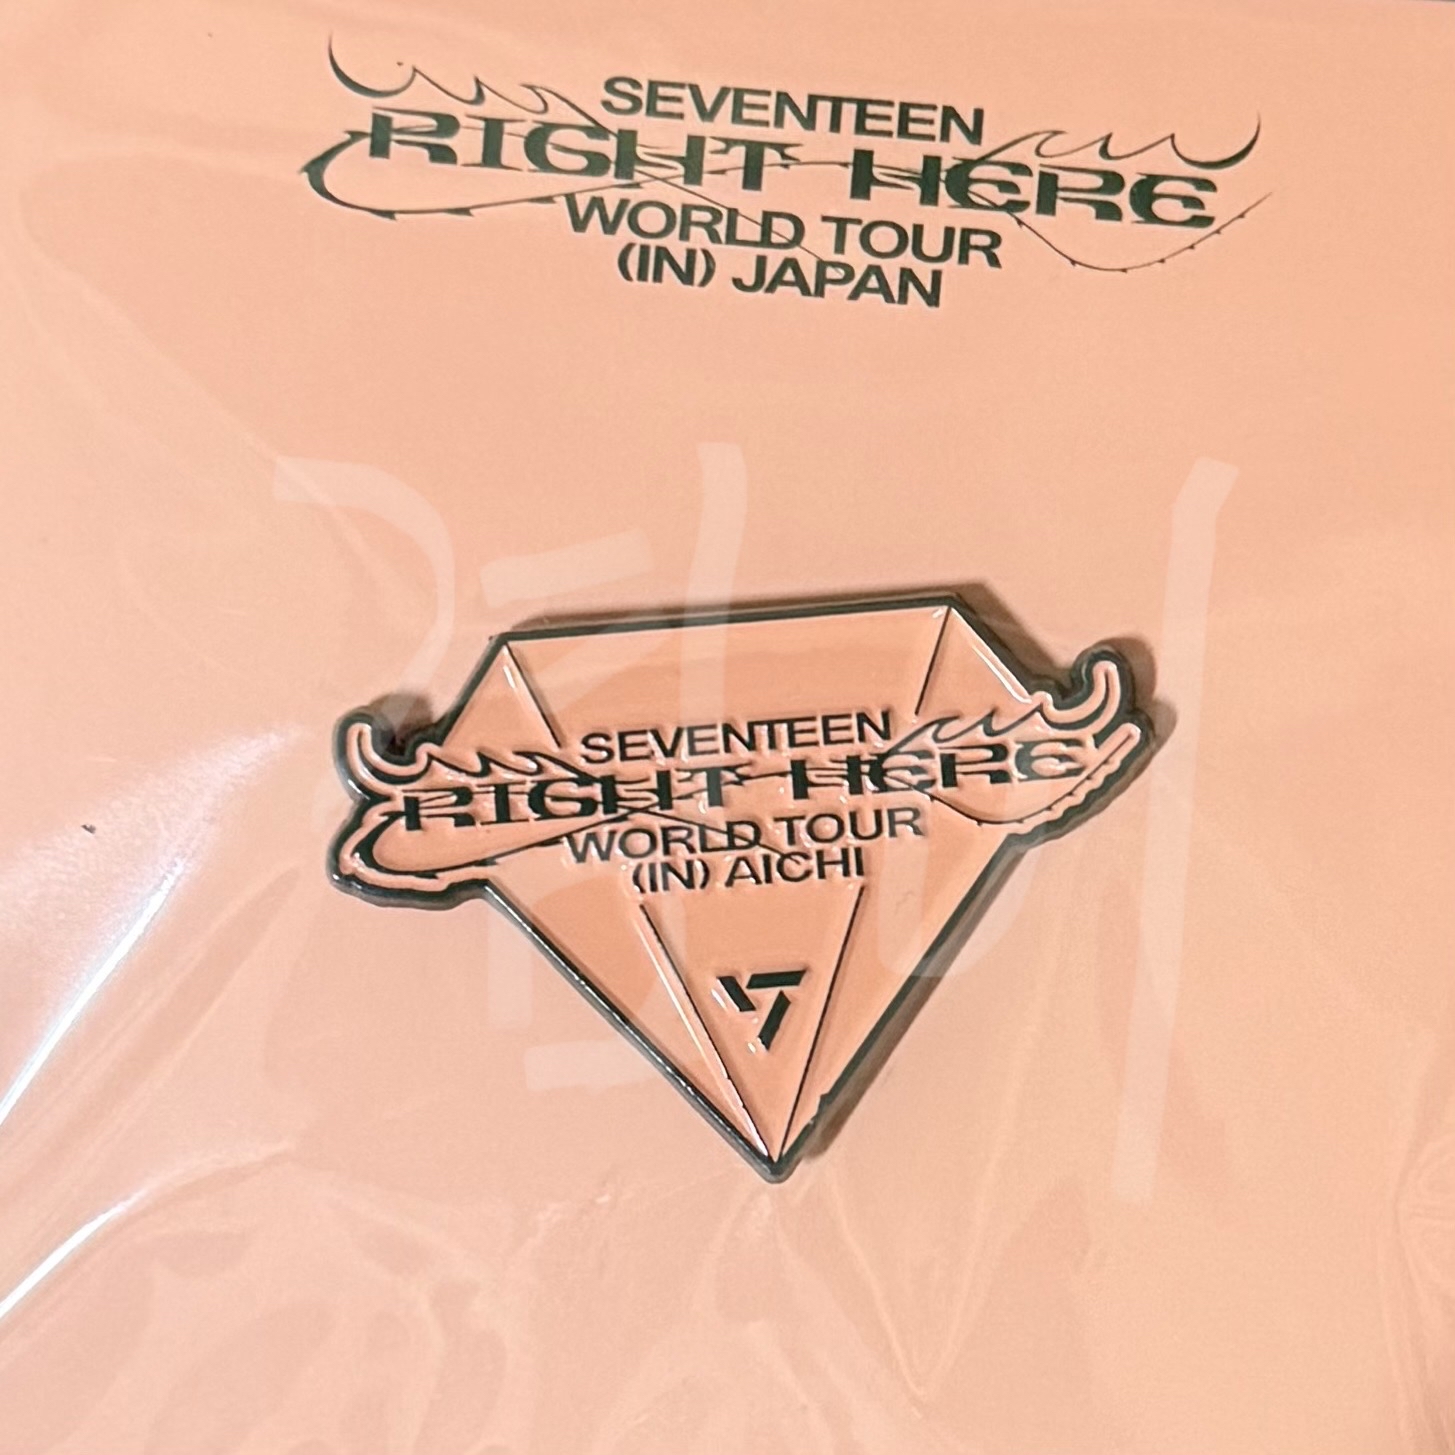 SEVENTEEN
RIGHT HERE
WORLD TOUR
(IN) JAPAN
SEVENTEEN
RIGHT HERE
WORLD TOUR
(IN) AICHI